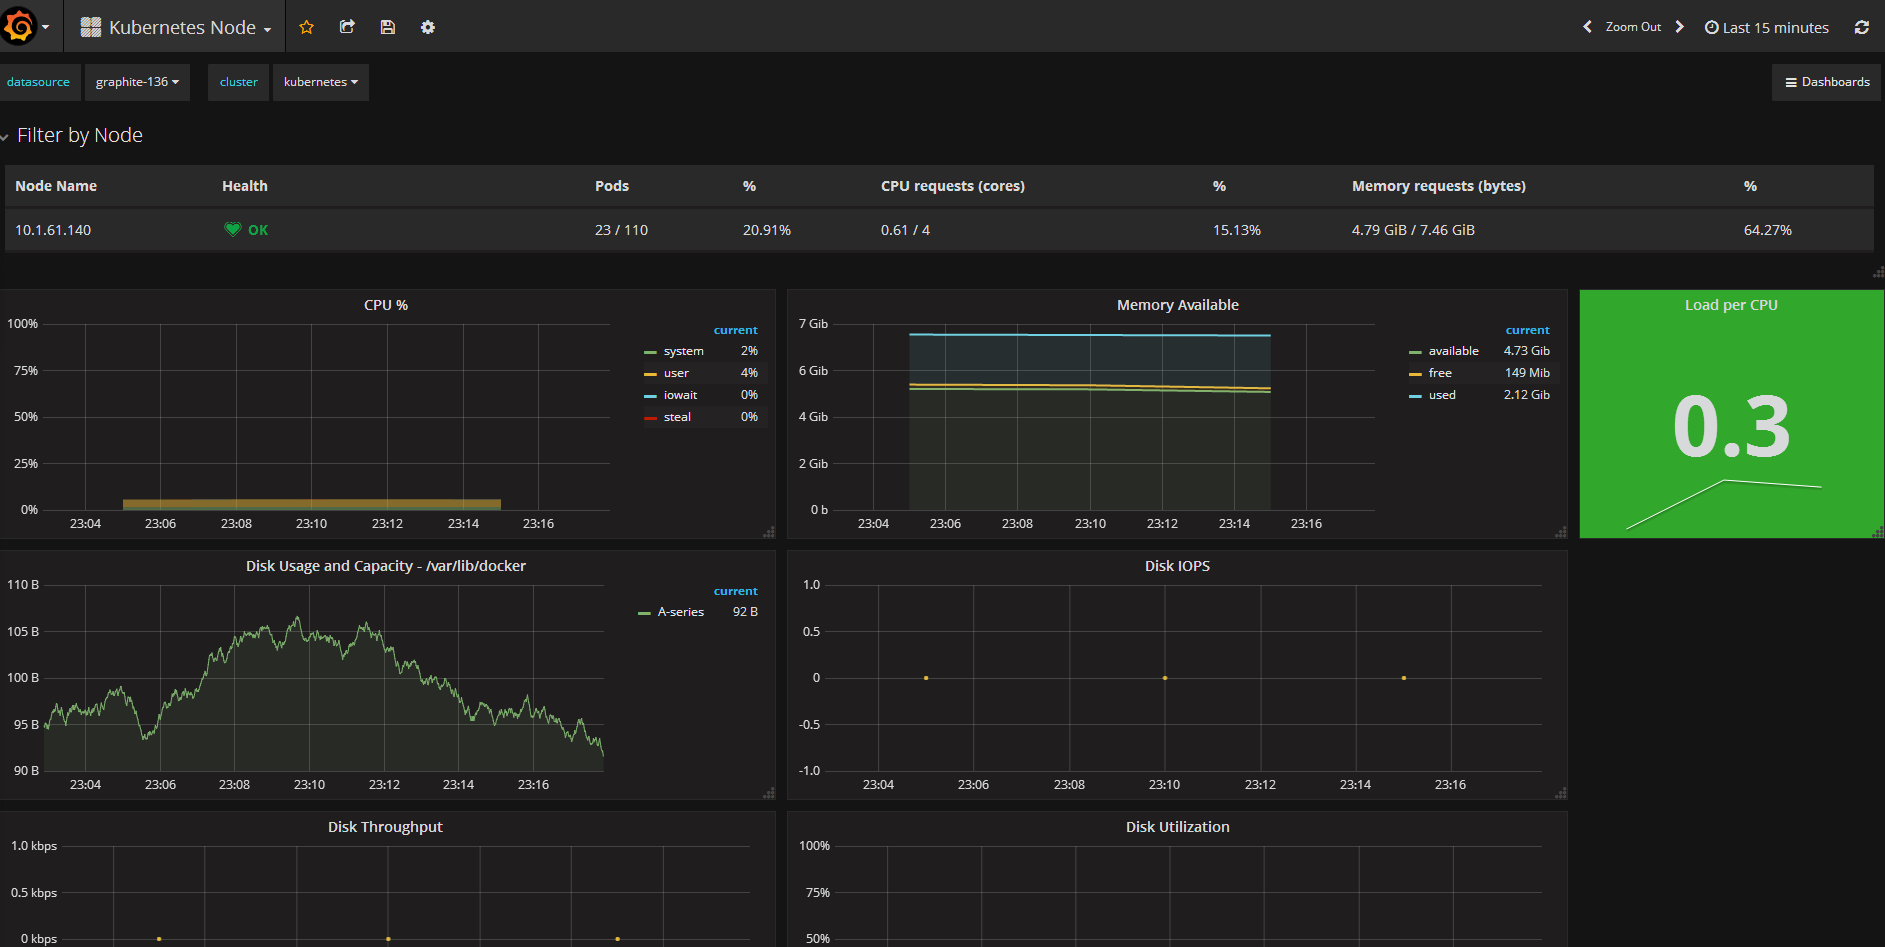 Kubernetes Node
Zoom Out
Last 15 minutes
datasource graphite-136 cluster kubernetes Dashboards
Filter by Node
Node Name Health Pods % CPU requests (cores) % Memory requests (bytes) %
10.1.61.140 OK 23 / 110 20.91% 0.61 / 4 15.13% 4.79 GiB / 7.46 GiB 64.27%
CPU %
100%
75%
50%
25%
0%
23:04 23:06 23:08 23:10 23:12 23:14 23:16
current
system 2%
user 4%
iowait 0%
steal 0%
Memory Available
7 Gib
6 Gib
4 Gib
2 Gib
0 b
23:04 23:06 23:08 23:10 23:12 23:14 23:16
current
available 4.73 Gib
free 149 Mib
used 2.12 Gib
Load per CPU
0.3
Disk Usage and Capacity - /var/lib/docker
110 B
105 B
100 B
95 B
90 B
23:04 23:06 23:08 23:10 23:12 23:14 23:16
current
A-series 92 B
Disk IOPS
1.0
0.5
0
-0.5
-1.0
23:04 23:06 23:08 23:10 23:12 23:14 23:16
Disk Throughput
1.0 kbps
0.5 kbps
0 kbps
Disk Utilization
100%
75%
50%